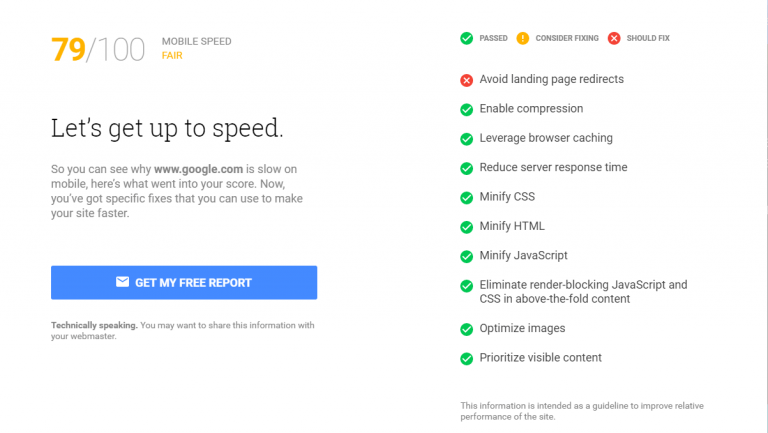 79/100
MOBILE SPEED
FAIR
Let's get up to speed.
So you can see why www.google.com is slow on
mobile, here's what went into your score. Now,
you've got specific fixes that you can use to make
your site faster.
GET MY FREE REPORT
Technically speaking. You may want to share this information with
your webmaster.
PASSED
CONSIDER FIXING
SHOULD FIX
Avoid landing page redirects
Enable compression
Leverage browser caching
Reduce server response time
Minify CSS
Minify HTML
Minify JavaScript
Eliminate render-blocking JavaScript and
CSS in above-the-fold content
Optimize images
Prioritize visible content
This information is intended as a guideline to improve relative
performance of the site.